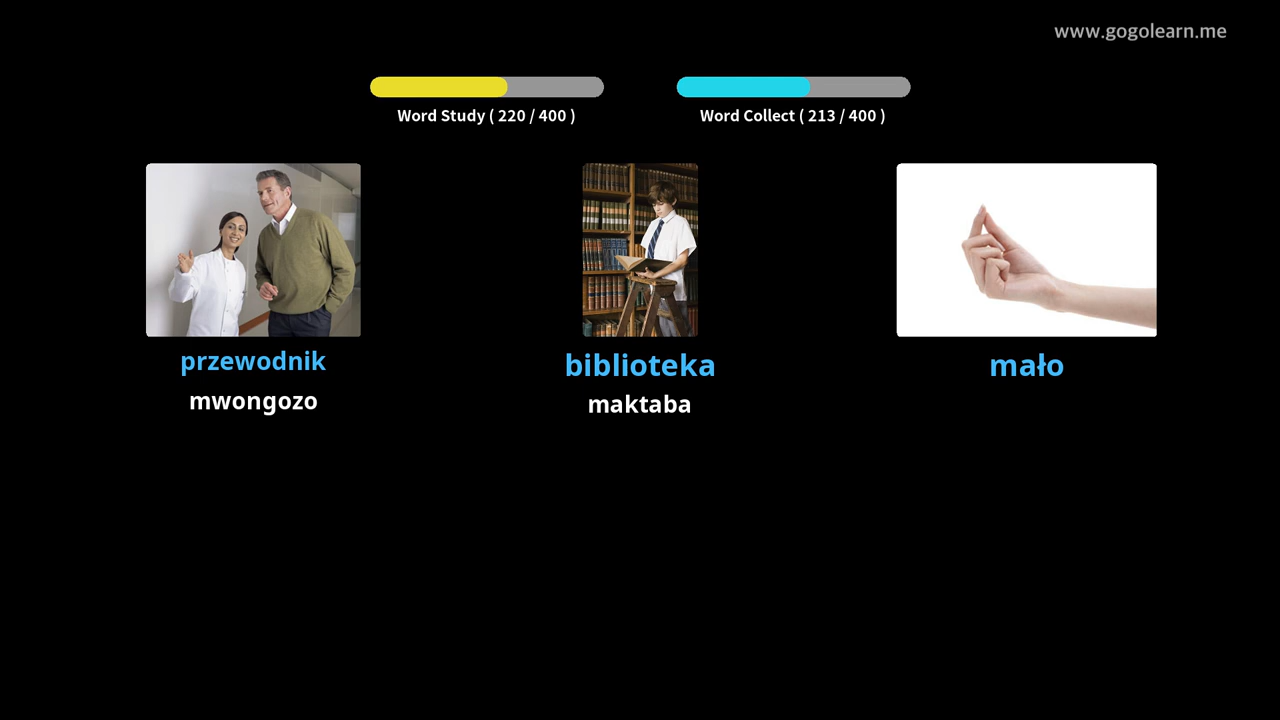 www.gogolearn.me
Word Study ( 220 / 400 )
Word Collect ( 213 / 400 )
przewodnik
mwongozo
biblioteka
maktaba
mało